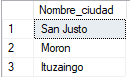 Nombre_ciudad
1 San Justo
2 Moron
3 Ituzaingo